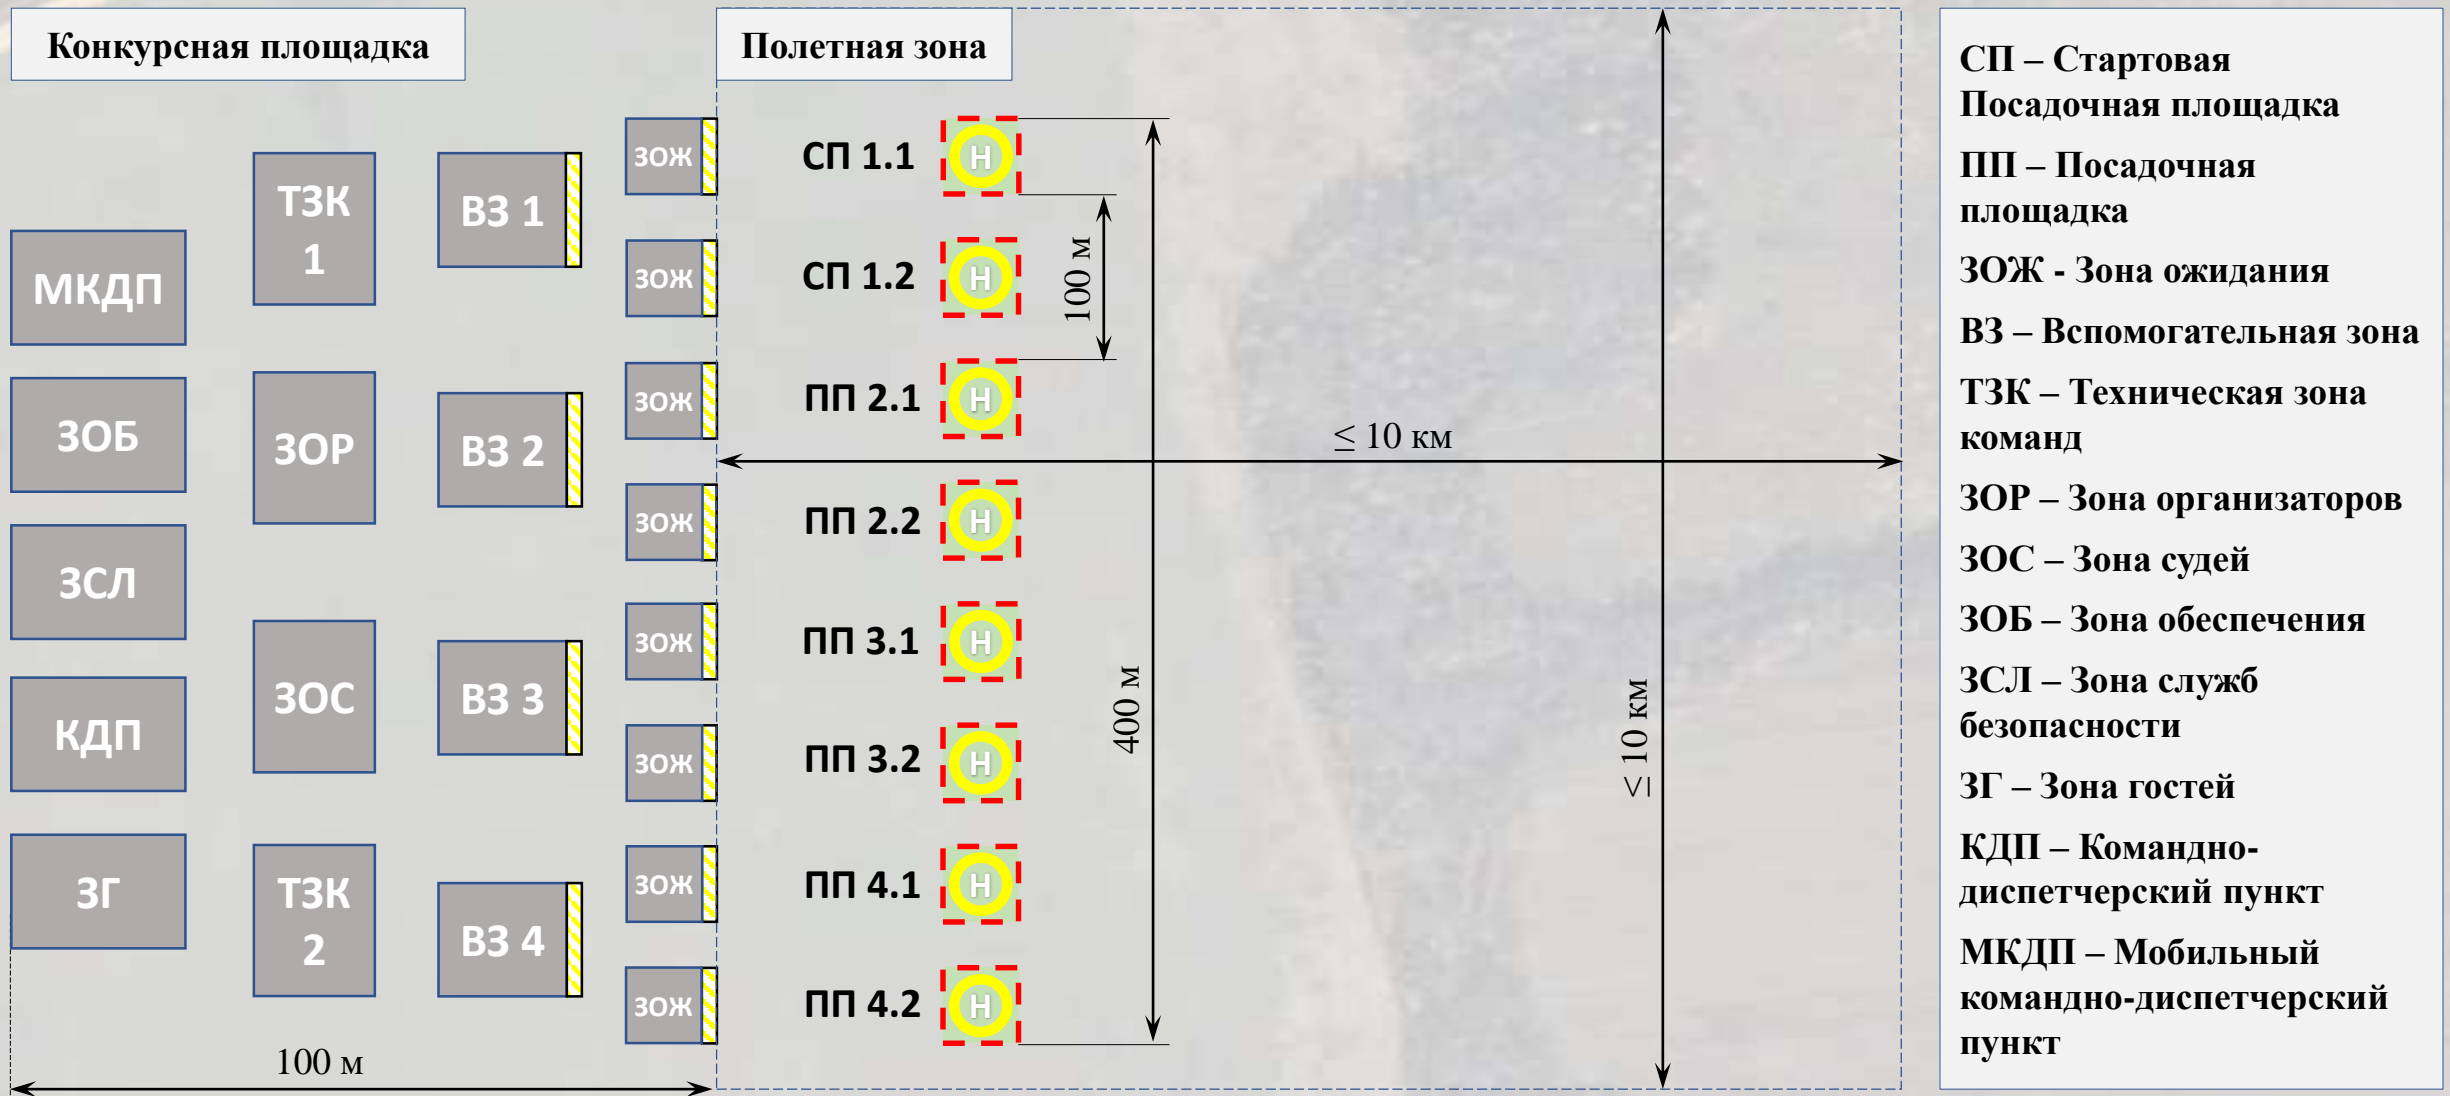 Конкурсная площадка
Полетная зона
МКДП
ЗОБ
ЗСЛ
КДП
ЗГ
ТЗК
1
ЗОР
ЗОС
ТЗК
2
ВЗ 1
ВЗ 2
ВЗ 3
ВЗ 4
ЗОЖ
ЗОЖ
ЗОЖ
ЗОЖ
ЗОЖ
ЗОЖ
ЗОЖ
ЗОЖ
СП 1.1
Н
СП 1.2
Н
ПП 2.1
Н
ПП 2.2
Н
ПП 3.1
Н
ПП 3.2
Н
ПП 4.1
Н
ПП 4.2
Н
100 м
400 м
≤ 10 км
≤ 10 км
100 м
СП – Стартовая
Посадочная площадка
ПП – Посадочная
площадка
ЗОЖ - Зона ожидания
ВЗ – Вспомогательная зона
ТЗК – Техническая зона
команд
ЗОР – Зона организаторов
ЗОС – Зона судей
ЗОБ – Зона обеспечения
ЗСЛ – Зона служб
безопасности
ЗГ – Зона гостей
КДП – Командно-
диспетчерский пункт
МКДП – Мобильный
командно-диспетчерский
пункт